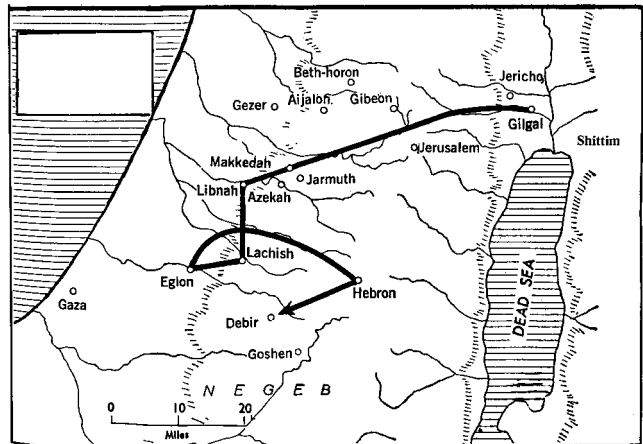 Beth-horon
Jericho
Gezer
Aijalon
Gibeon
Gilgal
Shittim
Jerusalem
Makkedah
Jarmuth
Libnah
Azekah
Lachish
Eglon
Hebron
Gaza
Debir
Goshen
DEAD SEA
NEGEB
0 10 20
Miles